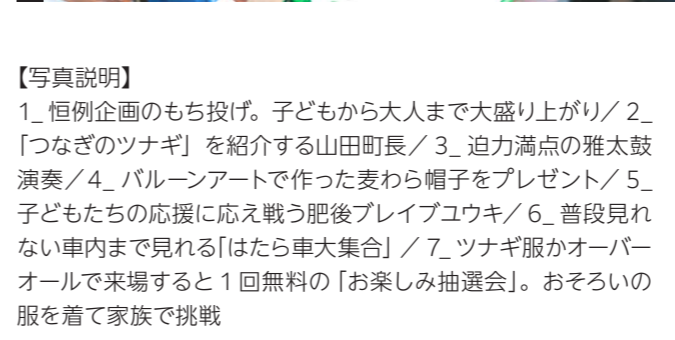 【写真説明】
1_ 恒例企画のもち投げ。子どもから大人まで大盛り上がり／ 2_
「つなぎのツナギ」を紹介する山田町長／ 3_ 迫力満点の雅太鼓
演奏／4_ バルーンアートで作った麦わら帽子をプレゼント／ 5_
子どもたちの応援に応え戦う肥後ブレイブユウキ／ 6_ 普段見れ
ない車内まで見れる「はたら車大集合」／ 7_ ツナギ服かオーバー
オールで来場すると 1 回無料の「お楽しみ抽選会」。おそろいの
服を着て家族で挑戦